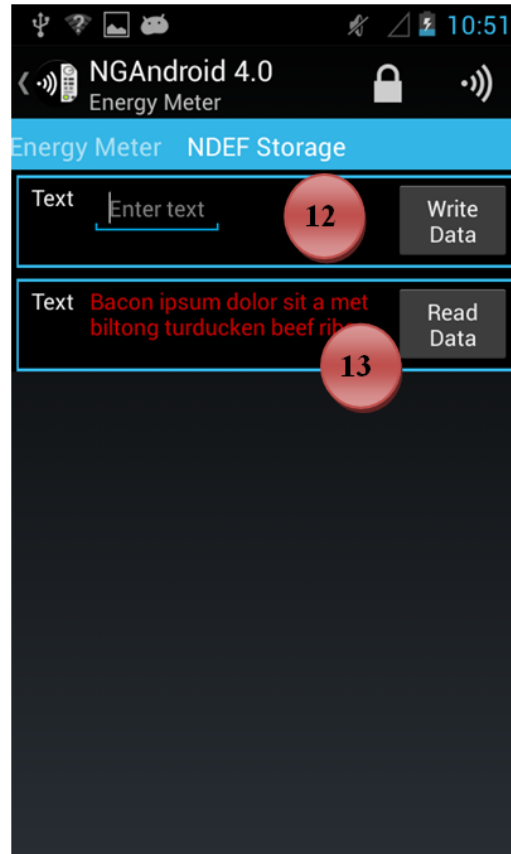 10:51
NGAndroid 4.0
Energy Meter
Energy Meter NDEF Storage
Text Enter text 12 Write
Data
Text Bacon ipsum dolor sit a met Read
biltong turducken beef Data
13